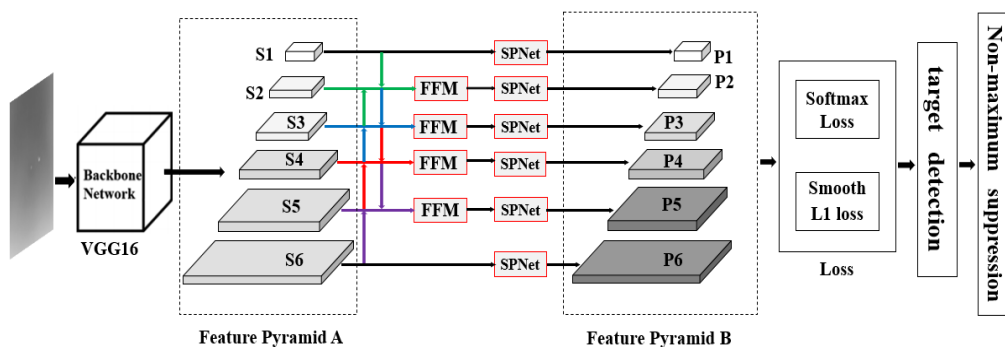 Backbone
Network
VGG16
S1
S2
S3
S4
S5
S6
Feature Pyramid A
FFM
FFM
FFM
FFM
SPNet
SPNet
SPNet
SPNet
SPNet
SPNet
P1
P2
P3
P4
P5
P6
Feature Pyramid B
Softmax
Loss
Smooth
L1 loss
Loss
target detection
Non-maximum suppression